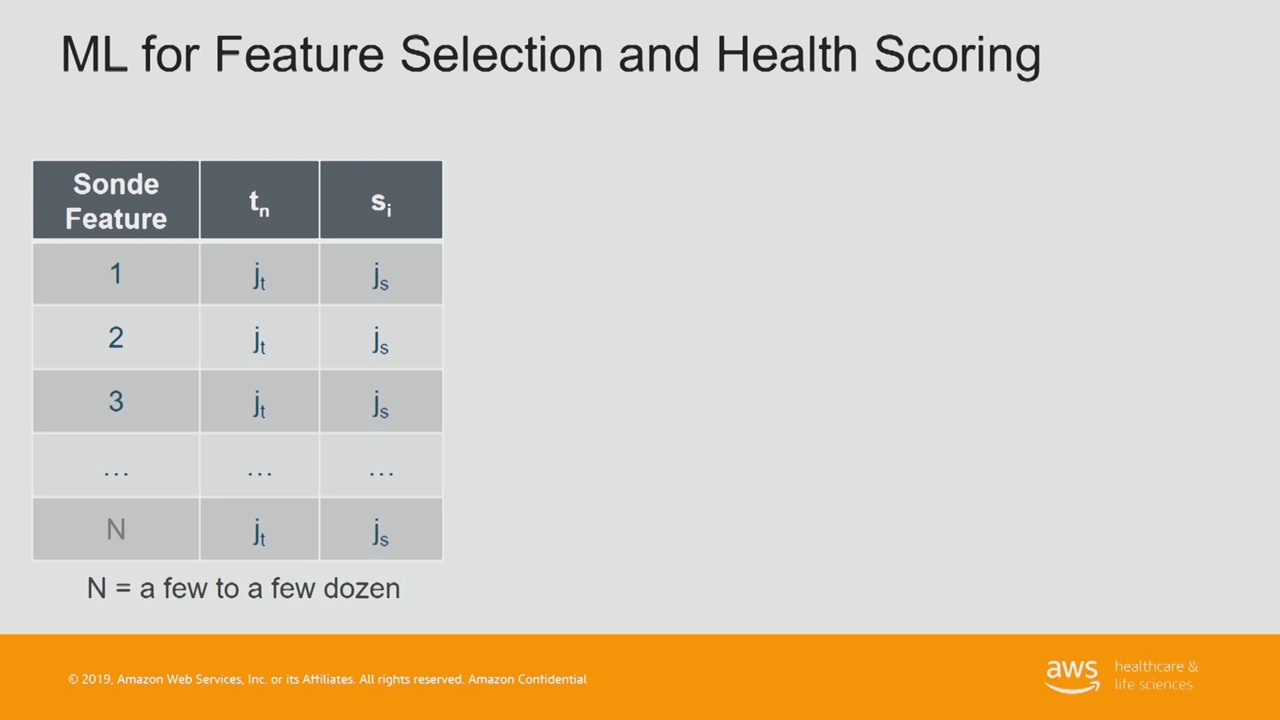 ML for Feature Selection and Health Scoring
Sonde Feature tn si
1 jt js
2 jt js
3 jt js
... ... ...
N jt js
N = a few to a few dozen
© 2019, Amazon Web Services, Inc. or its Affiliates. All rights reserved. Amazon Confidential
aws healthcare &
life sciences